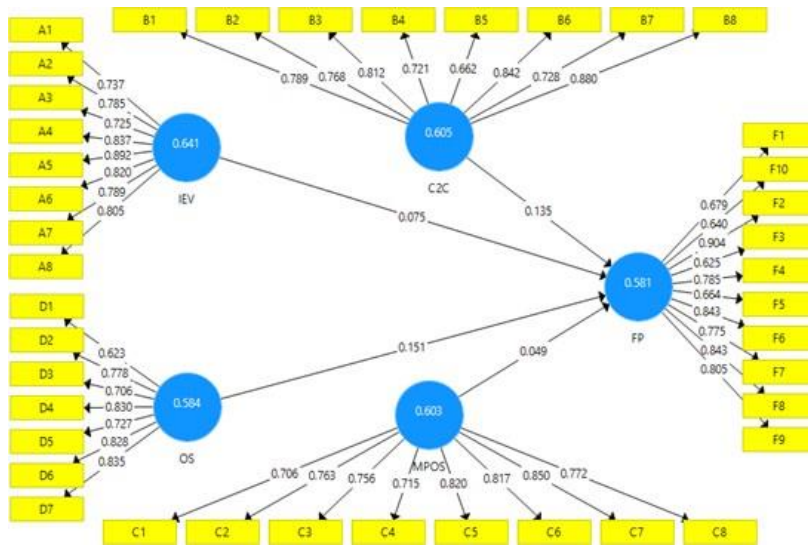 B1 B2 B3 B4 B5 B6 B7 B8
A1
A2
A3
A4
A5
A6
A7
A8
0.737
0.785
0.725
0.837
0.892
0.820
0.789
0.805
0.641
IEV
0.789 0.768 0.812 0.721 0.662 0.842 0.728 0.880
0.605
C2C
0.075
0.135
F1
F10
F2
F3
F4
F5
F6
F7
F8
F9
0.679
0.640
0.904
0.625
0.785
0.664
0.843
0.775
0.843
0.805
0.581
FP
D1
D2
D3
D4
D5
D6
D7
0.623
0.778
0.706
0.830
0.727
0.828
0.835
0.584
OS
0.151
0.049
0.603
MPOS
0.706 0.763 0.756 0.715 0.820 0.817 0.850 0.772
C1 C2 C3 C4 C5 C6 C7 C8